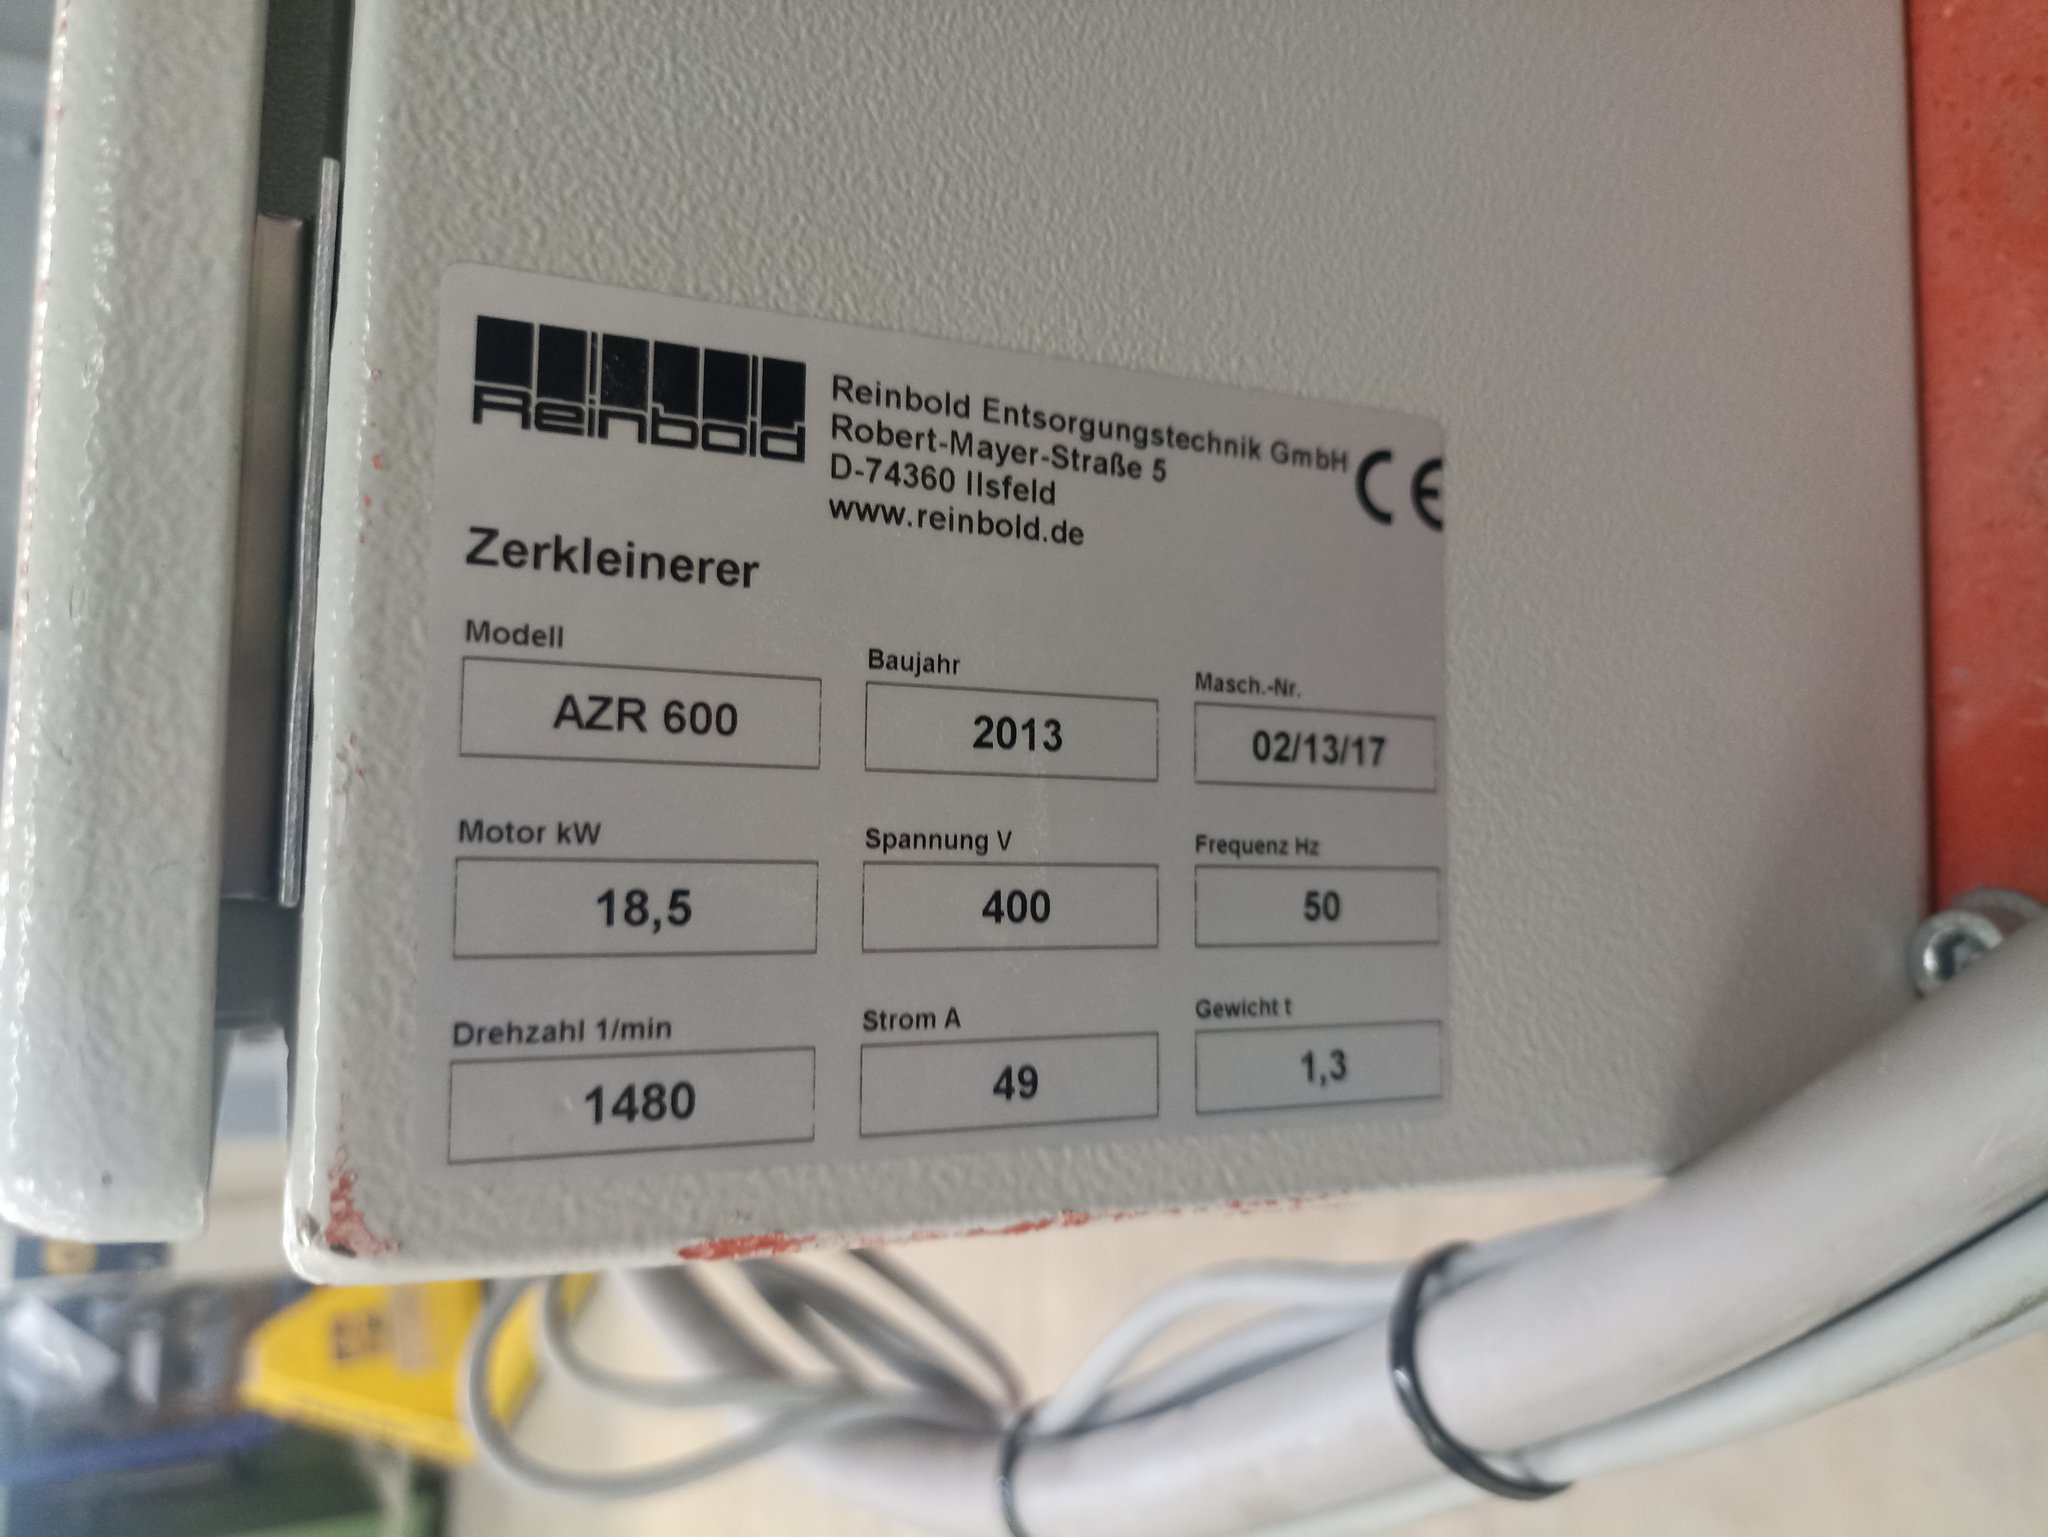 Reinbold
Reinbold Entsorgungstechnik GmbH
Robert-Mayer-Straße 5
D-74360 Ilsfeld
www.reinbold.de
CE
Zerkleinerer
Modell
Baujahr
Masch.-Nr.
AZR 600
2013
02/13/17
Motor kW
Spannung V
Frequenz Hz
18,5
400
50
Drehzahl 1/min
Strom A
Gewicht t
1480
49
1,3